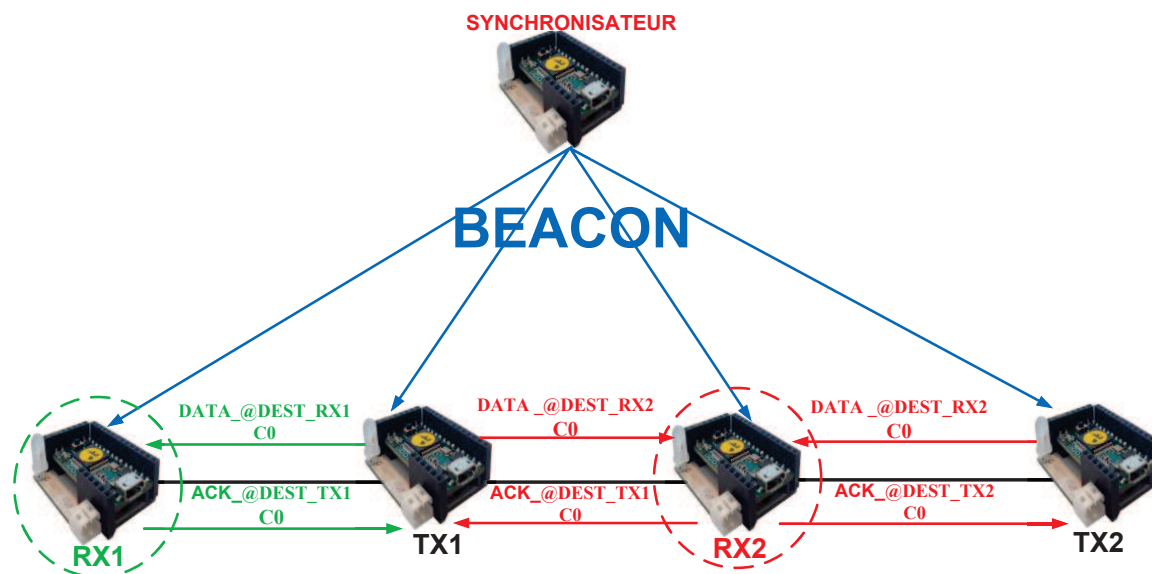 SYNCHRONISATEUR
BEACON
DATA_@DEST_RX1
C0
DATA _@DEST_RX2
C0
DATA _@DEST_RX2
C0
ACK_@DEST_TX1
C0
ACK_@DEST_TX1
C0
ACK_@DEST_TX2
C0
RX1
TX1
RX2
TX2